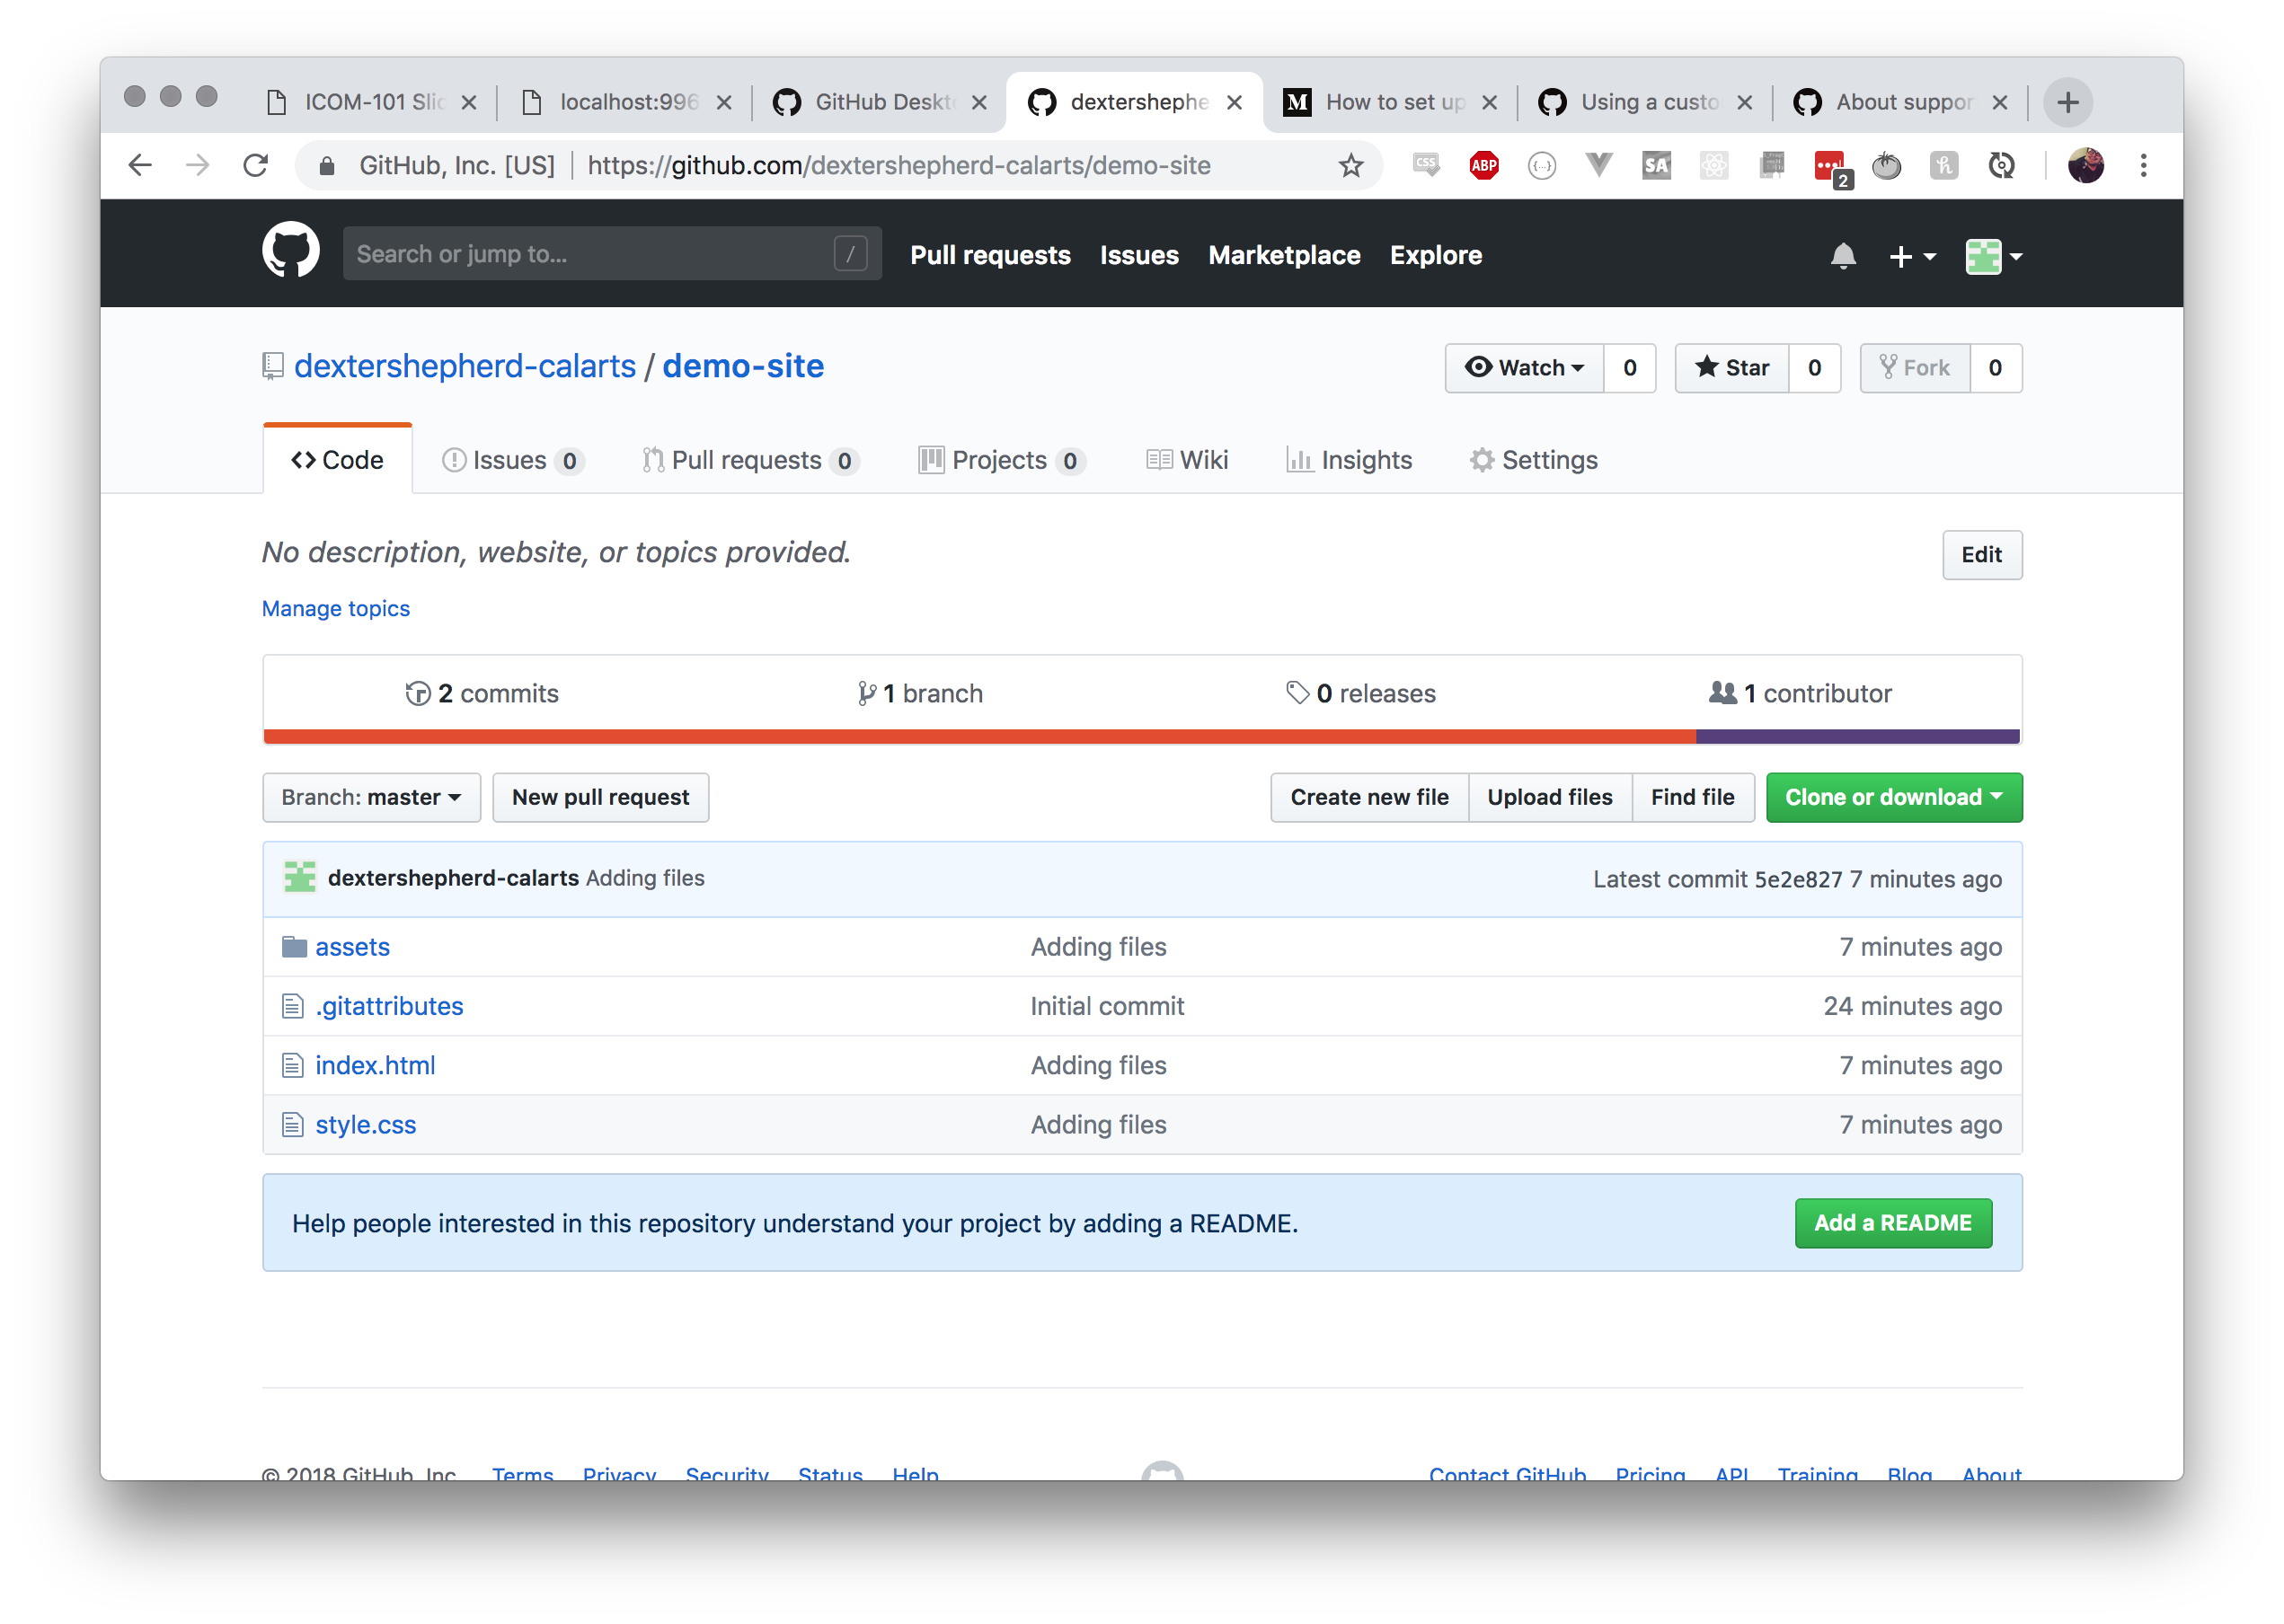 ICOM-101 Slic
localhost:996
GitHub Deskt
dextershephe
M How to set up
Using a custo
About suppor
GitHub, Inc. [US] | https://github.com/dextershepherd-calarts/demo-site
CSS ABP {...} SA 2 h
Search or jump to... / Pull requests Issues Marketplace Explore
dextershepherd-calarts / demo-site Watch 0 Star 0 Fork 0
Code Issues 0 Pull requests 0 Projects 0 Wiki Insights Settings
No description, website, or topics provided. Edit
Manage topics
2 commits 1 branch 0 releases 1 contributor
Branch: master New pull request Create new file Upload files Find file Clone or download
dextershepherd-calarts Adding files Latest commit 5e2e827 7 minutes ago
assets Adding files 7 minutes ago
.gitattributes Initial commit 24 minutes ago
index.html Adding files 7 minutes ago
style.css Adding files 7 minutes ago
Help people interested in this repository understand your project by adding a README. Add a README
© 2018 GitHub, Inc. Terms Privacy Security Status Help Contact GitHub Pricing API Training Blog About